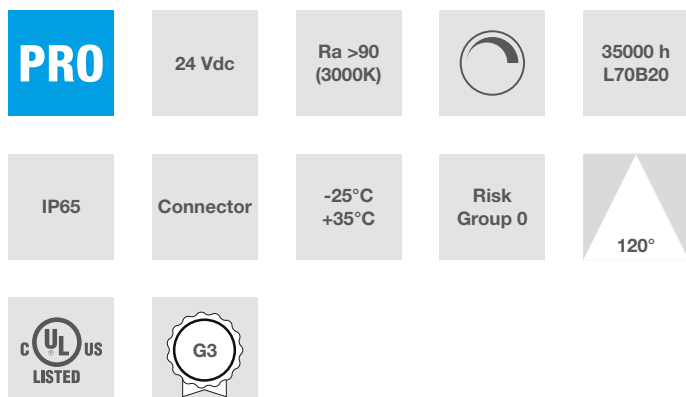 PRO
24 Vdc
Ra >90
(3000K)
35000 h
L70B20
IP65
Connector
-25°C
+35°C
Risk
Group 0
120°
C UL US
®
LISTED
G3